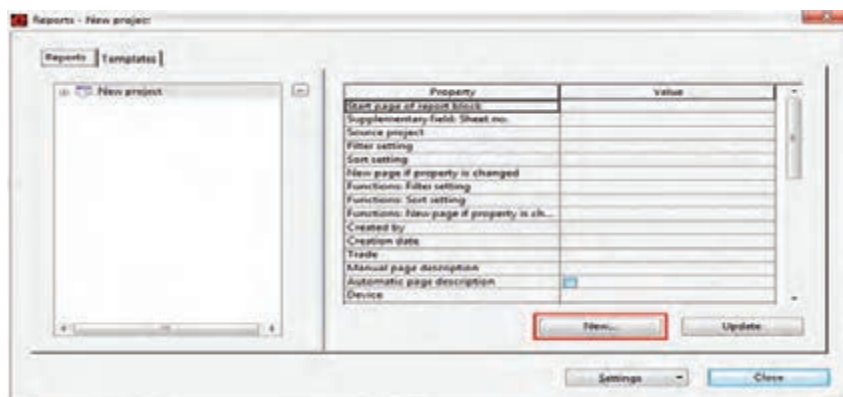 Reports - New project
Reports Templates
New project
Property Value
Start page of report block
Supplementary field: Sheet no.
Source project
Filter setting
Sort setting
New page if property is changed
Functions: Filter setting
Functions: Sort setting
Functions: New page if property is ch...
Created by
Creation date
Trade
Manual page description
Automatic page description
Device
New... Update
Settings Close